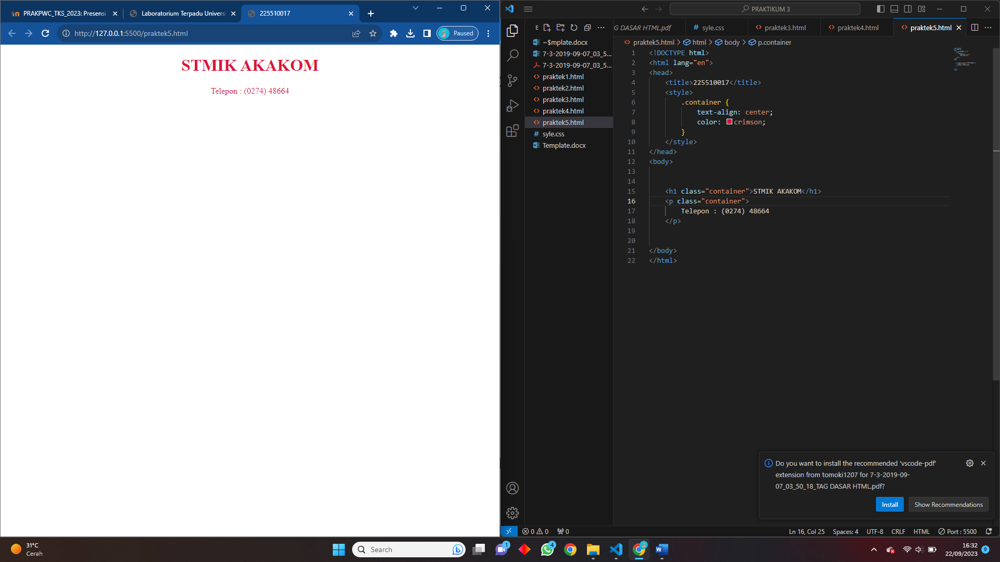 PRAKPWC_TKS_2023: Presensi
Laboratorium Terpadu Univers
225510017
http://127.0.0.1:5500/praktek5.html
Paused
STMIK AKAKOM
Telepon : (0274) 48664
PRAKTIKUM 3
E
G DASAR HTML.pdf
syle.css
praktek3.html
praktek4.html
praktek5.html
praktek5.html > html > body > p.container
~$mplate.docx
7-3-2019-09-07_03_5...
7-3-2019-09-07_03_5...
praktek1.html
praktek2.html
praktek3.html
praktek4.html
praktek5.html
syle.css
Template.docx
1 <!DOCTYPE html>
2 <html lang="en">
3 <head>
4 <title>225510017</title>
5 <style>
6 .container {
7 text-align: center;
8 color: crimson;
9 }
10 </style>
11 </head>
12 <body>
13
14
15 <h1 class="container">STMIK AKAKOM</h1>
16 <p class="container">
17 Telepon : (0274) 48664
18 </p>
19
20
21 </body>
22 </html>
Do you want to install the recommended 'vscode-pdf'
extension from tomoki1207 for 7-3-2019-09-
07_03_50_18_TAG DASAR HTML.pdf?
Install
Show Recommendations
0 0 0
Ln 16, Col 25
Spaces: 4
UTF-8
CRLF
HTML
Port : 5500
31°C
Cerah
Search
1
4
16:32
22/09/2023
9